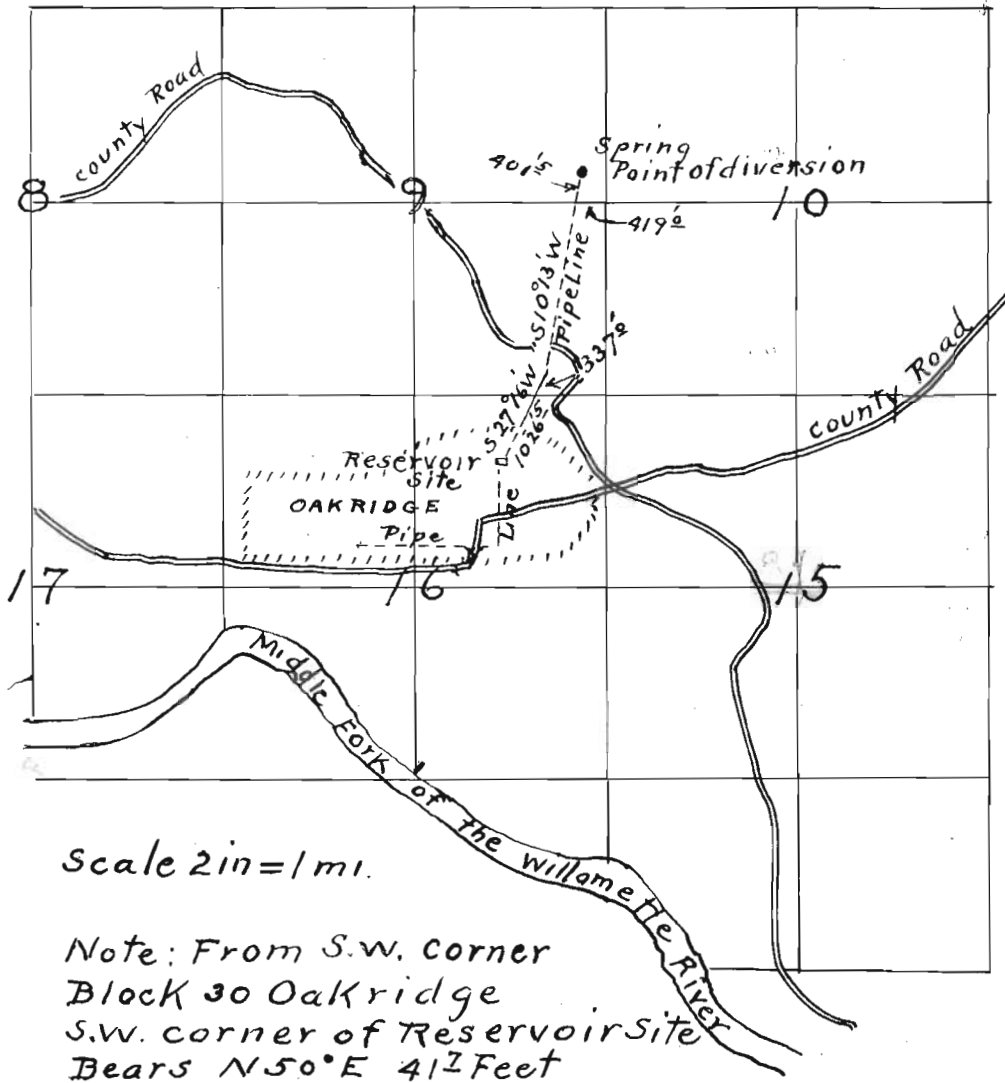 County Road
Spring
Point of diversion
401'5
8
9
10
419'0
S10°13'W
Pipe Line
337'0
S27°16'W
1026'5
County Road
Reservoir
Site
OAKRIDGE
Pipe
Line
17
16
15
Middle Fork of the Willamette River
Scale 2in=1mi.
Note: From S.W. Corner
Block 30 Oakridge
S.W. corner of Reservoir Site
Bears N50°E 417 Feet